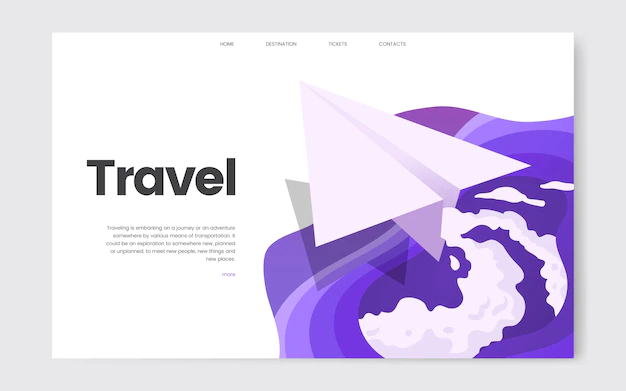 HOME DESTINATION TICKETS CONTACTS
Travel
Traveling is embarking on a journey or an adventure
somewhere by various means of transportation. It
could be an exploration to somewhere new, planned
or unplanned, to meet new people, new things and
new places.
more